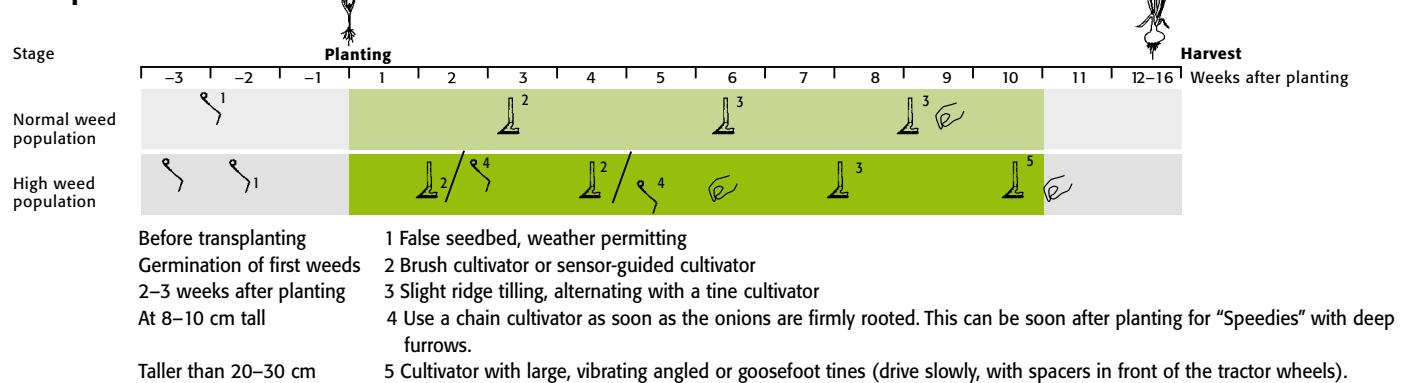 Stage
Planting
Harvest
–3 –2 –1 1 2 3 4 5 6 7 8 9 10 11 12–16 Weeks after planting
Normal weed
population
1 2 3 3
High weed
population
1 2 4 2 4 3 5
Before transplanting 1 False seedbed, weather permitting
Germination of first weeds 2 Brush cultivator or sensor-guided cultivator
2–3 weeks after planting 3 Slight ridge tilling, alternating with a tine cultivator
At 8–10 cm tall 4 Use a chain cultivator as soon as the onions are firmly rooted. This can be soon after planting for “Speedies” with deep
furrows.
Taller than 20–30 cm 5 Cultivator with large, vibrating angled or goosefoot tines (drive slowly, with spacers in front of the tractor wheels).